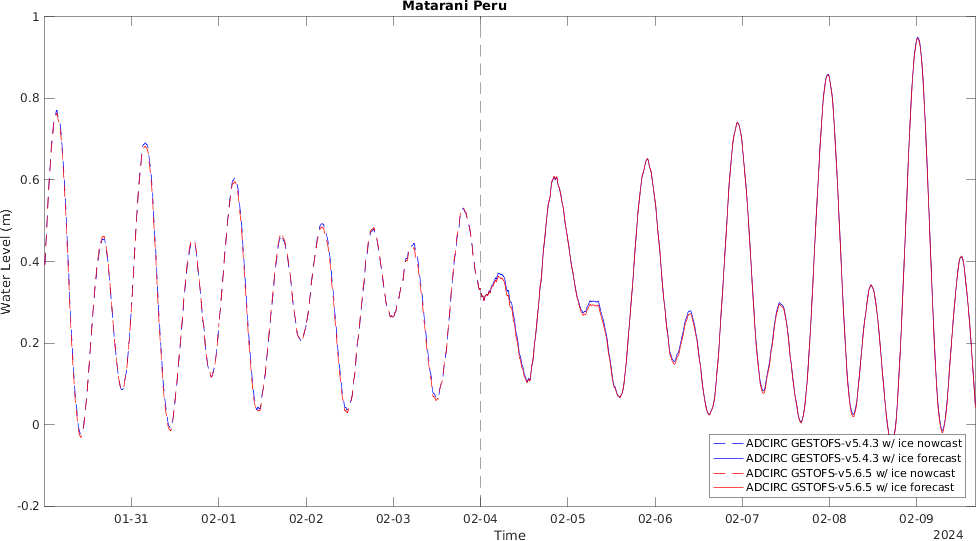 Matarani Peru
1
0.8
0.6
0.4
0.2
0
-0.2
Water Level (m)
ADCIRC GESTOFS-v5.4.3 w/ ice nowcast
ADCIRC GESTOFS-v5.4.3 w/ ice forecast
ADCIRC GSTOFS-v5.6.5 w/ ice nowcast
ADCIRC GSTOFS-v5.6.5 w/ ice forecast
01-31 02-01 02-02 02-03 02-04 02-05 02-06 02-07 02-08 02-09
Time
2024